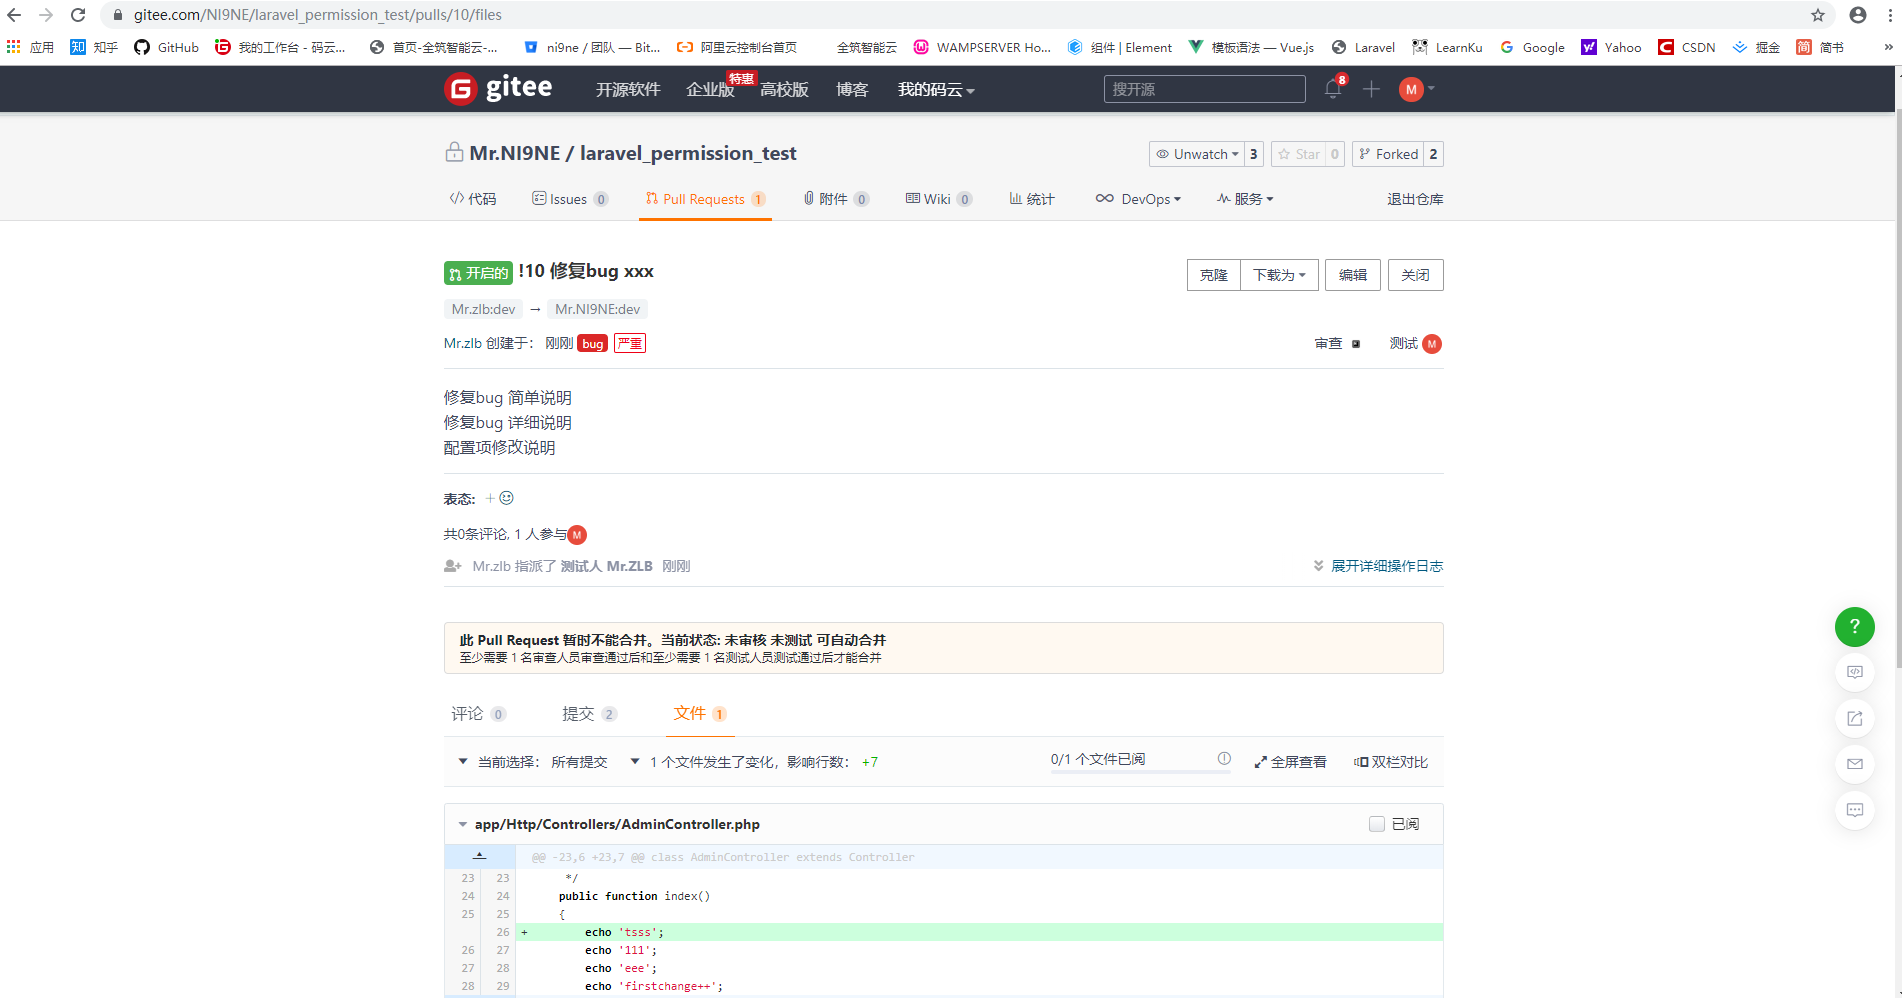 gitee.com/NI9NE/laravel_permission_test/pulls/10/files
应用 知 知乎 GitHub 我的工作台 - 码云... 首页-全筑智能云-... ni9ne / 团队 — Bit... 阿里云控制台首页 全筑智能云 WAMPSERVER Ho... 组件 | Element 模板语法 — Vue.js Laravel LearnKu Google Yahoo CSDN 掘金 简 简书 »
gitee 开源软件 企业版 特惠 高校版 博客 我的码云 搜开源 8 M
Mr.NI9NE / laravel_permission_test Unwatch 3 Star 0 Forked 2
代码 Issues 0 Pull Requests 1 附件 0 Wiki 0 统计 DevOps 服务 退出仓库
开启的 !10 修复bug xxx 克隆 下载为 编辑 关闭
Mr.zlb:dev → Mr.NI9NE:dev
Mr.zlb 创建于： 刚刚 bug 严重 审查 测试 M
修复bug 简单说明
修复bug 详细说明
配置项修改说明
表态: +
共0条评论, 1 人参与 M
Mr.zlb 指派了 测试人 Mr.ZLB 刚刚 展开详细操作日志
此 Pull Request 暂时不能合并。当前状态: 未审核 未测试 可自动合并
至少需要 1 名审查人员审查通过后和至少需要 1 名测试人员测试通过后才能合并
?
评论 0 提交 2 文件 1
当前选择： 所有提交 1 个文件发生了变化，影响行数： +7 0/1 个文件已阅 全屏查看 双栏对比
app/Http/Controllers/AdminController.php 已阅
@@ -23,6 +23,7 @@ class AdminController extends Controller
23 23 */
24 24 public function index()
25 25 {
26 + echo 'tsss';
26 27 echo '111';
27 28 echo 'eee';
28 29 echo 'firstchange++';